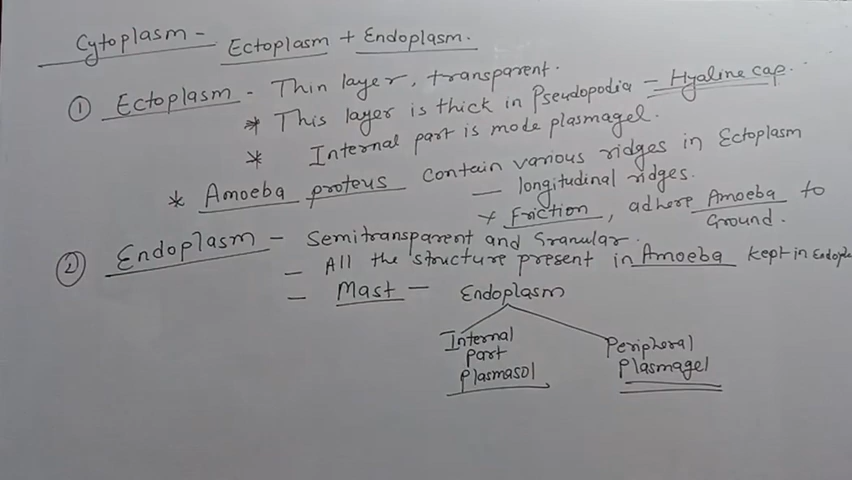 Cytoplasm - Ectoplasm + Endoplasm.
① Ectoplasm - Thin layer, transparent.
* This layer is thick in Pseudopodia - Hyaline cap.
* Internal part is mode plasmagel.
* Amoeba proteus contain various ridges in Ectoplasm
- longitudinal ridges.
* Friction, adhere Amoeba to Ground.
② Endoplasm - Semitransparent and Granular.
- All the structure present in Amoeba kept in
- Mast - Endoplasm
Internal Part Plasmasol
Peripheral Plasmagel